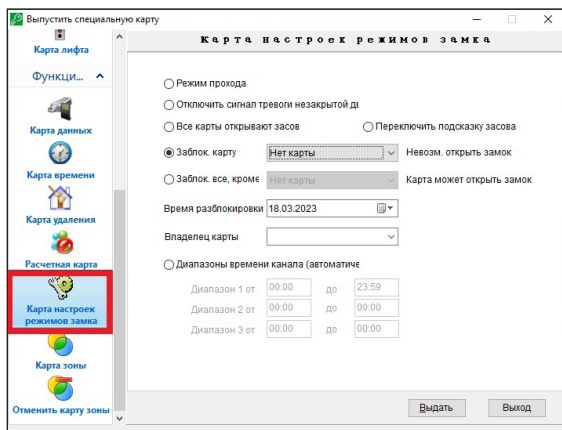 Выпустить специальную карту
Карта лифта
Функци...
Карта данных
Карта времени
Карта удаления
Расчетная карта
Карта настроек
режимов замка
Карта зоны
Отменить карту зоны
Карта настроек режимов замка
Режим прохода
Отключить сигнал тревоги незакрытой де
Все карты открывают засов Переключить подсказку засова
Заблок. карту Нет карты Невозм. открыть замок
Заблок. все, кроме Нет карты Карта может открыть замок
Время разблокировки 18.03.2023
Владелец карты
Диапазоны времени канала (автоматиче
Диапазон 1 от 00:00 до 23:59
Диапазон 2 от 00:00 до 00:00
Диапазон 3 от 00:00 до 00:00
Выдать Выход